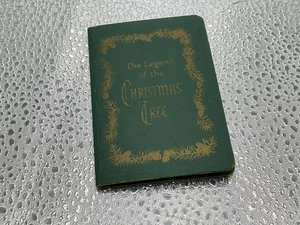 The Legend
of the
Christmas
Tree